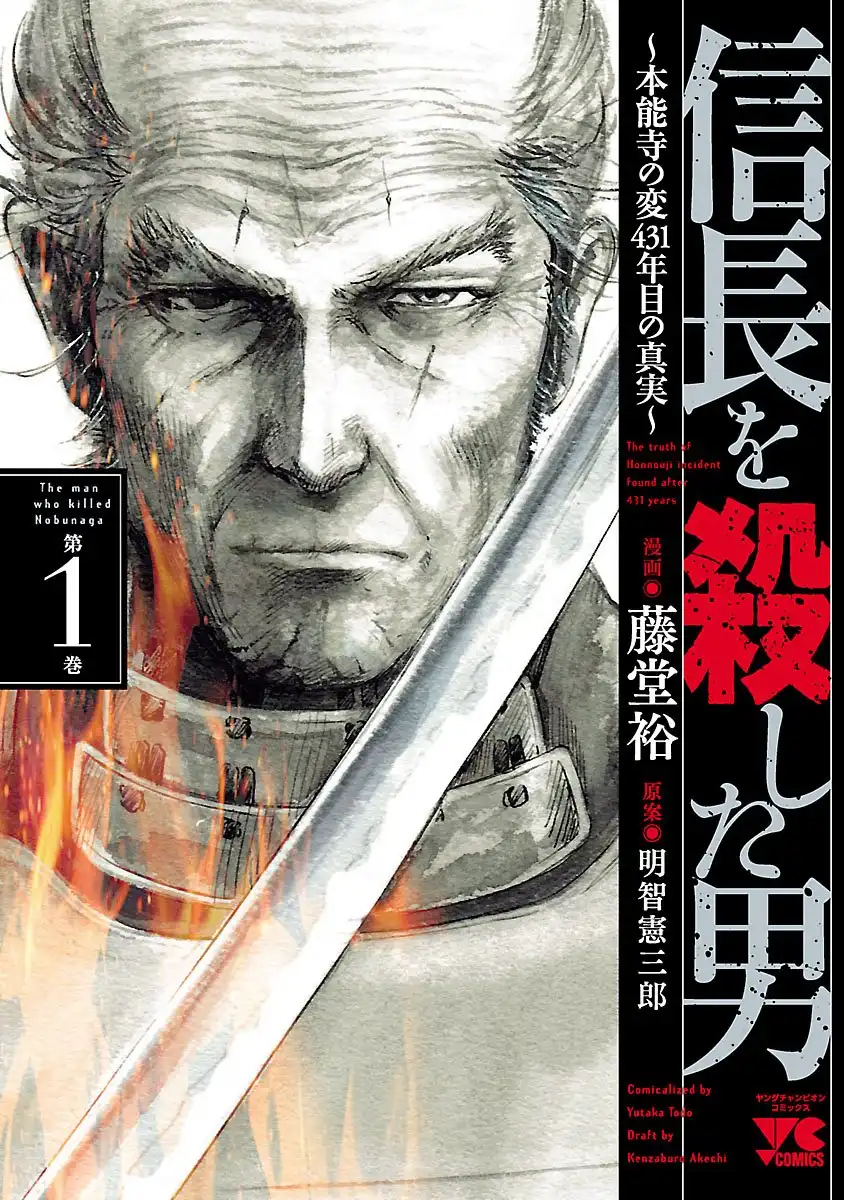 信長を殺した男
～本能寺の変431年目の真実～
The truth of
Honnouji incident
found after
431 years
漫画◉藤堂裕
原案◉明智憲三郎
The man
who killed
Nobunaga
第
1
巻
Comicalized by
Yutaka Todo
Draft by
Kenzaburo Akechi
ヤングチャンピオン
コミックス
YC
COMICS